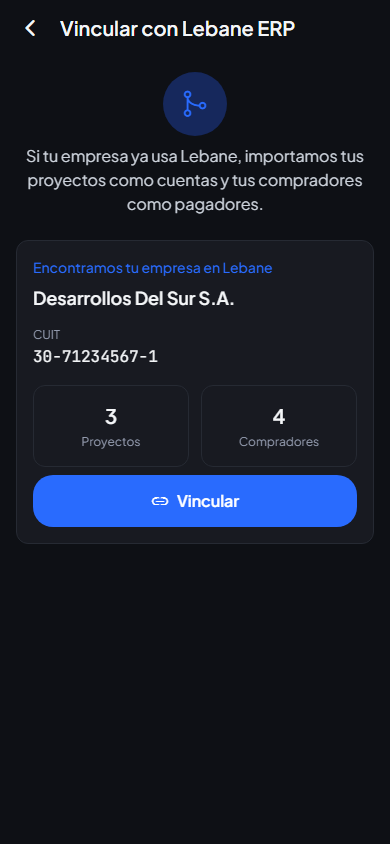 Vincular con Lebane ERP
Si tu empresa ya usa Lebane, importamos tus
proyectos como cuentas y tus compradores
como pagadores.
Encontramos tu empresa en Lebane
Desarrollos Del Sur S.A.
CUIT
30-71234567-1
3
Proyectos
4
Compradores
Vincular